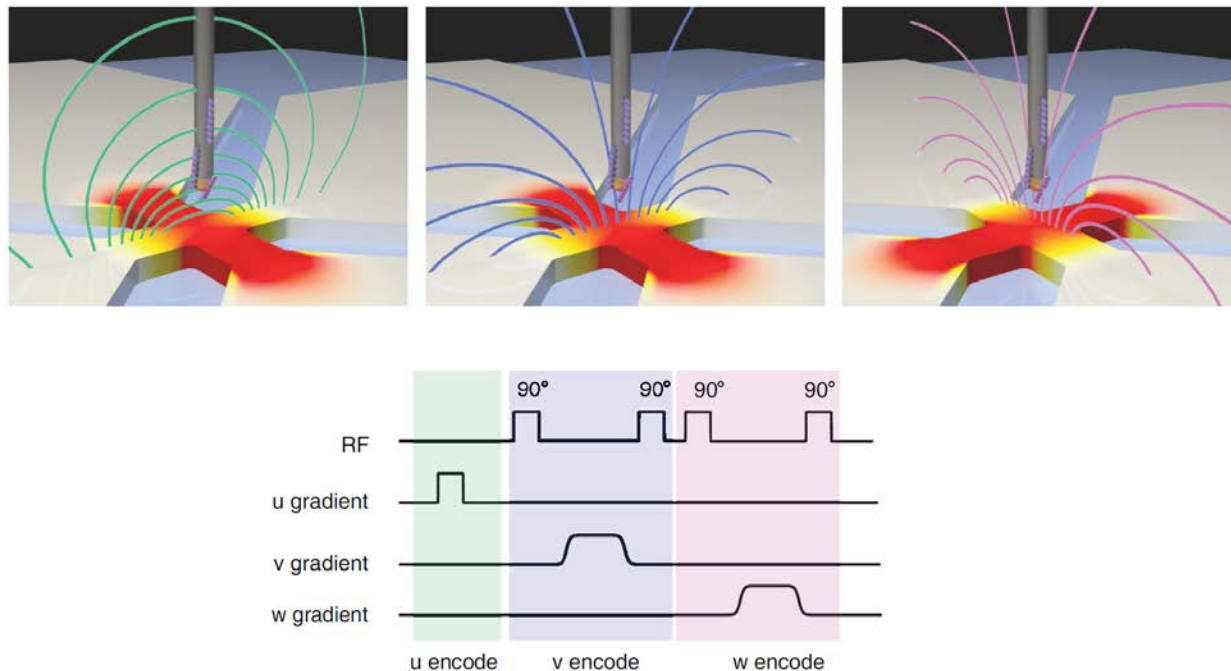 90° 90° 90° 90°
RF
u gradient
v gradient
w gradient
u encode v encode w encode